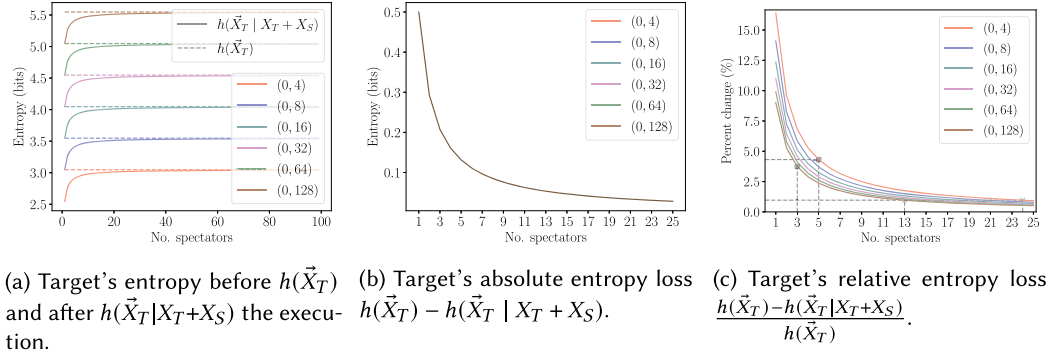 5.5
5.0
4.5
4.0
3.5
3.0
2.5
Entropy (bits)
0 20 40 60 80 100
No. spectators
h(X⃗_T | X_T + X_S)
h(X⃗_T)
(0, 4)
(0, 8)
(0, 16)
(0, 32)
(0, 64)
(0, 128)
0.5
0.4
0.3
0.2
0.1
Entropy (bits)
1 3 5 7 9 11 13 15 17 19 21 23 25
No. spectators
(0, 4)
(0, 8)
(0, 16)
(0, 32)
(0, 64)
(0, 128)
15.0
12.5
10.0
7.5
5.0
2.5
0.0
Percent change (%)
1 3 5 7 9 11 13 15 17 19 21 23 25
No. spectators
(0, 4)
(0, 8)
(0, 16)
(0, 32)
(0, 64)
(0, 128)
(a) Target's entropy before h(X⃗_T)
and after h(X⃗_T|X_T+X_S) the execu-
tion.
(b) Target's absolute entropy loss
h(X⃗_T) − h(X⃗_T | X_T + X_S).
(c) Target's relative entropy loss
h(X⃗_T)−h(X⃗_T|X_T+X_S)
h(X⃗_T) .